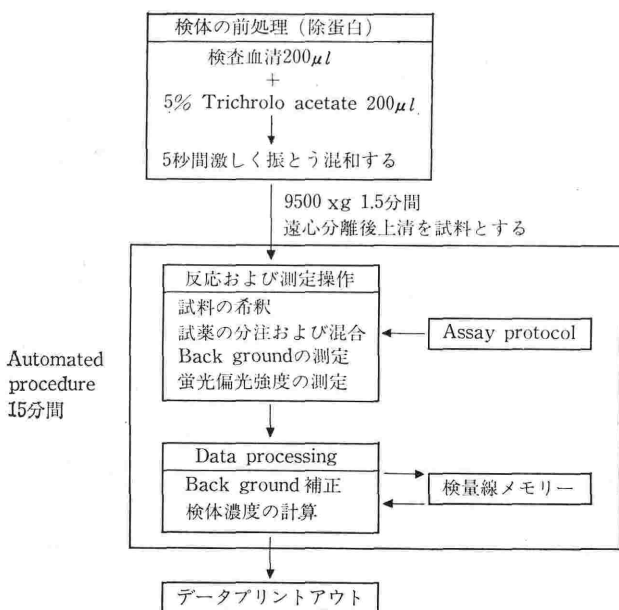 検体の前処理（除蛋白）
検査血清200μl
+
5% Trichrolo acetate 200μl
5秒間激しく振とう混和する
9500 xg 1.5分間
遠心分離後上清を試料とする
反応および測定操作
試料の希釈
試薬の分注および混合
Back groundの測定
蛍光偏光強度の測定
Assay protocol
Automated
procedure
15分間
Data processing
Back ground 補正
検体濃度の計算
検量線メモリー
データプリントアウト